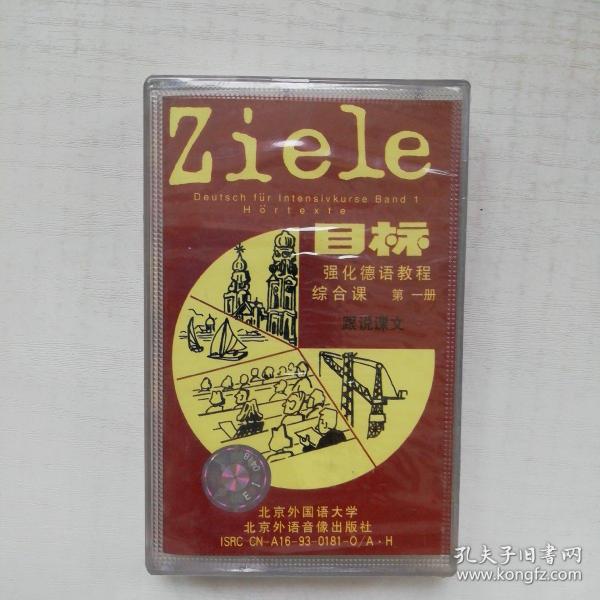 Ziele
Deutsch für Intensivkurse Band 1
Hörtexte
目标
强化德语教程
综合课 第一册
跟说课文
北京外国语大学
北京外语音像出版社
ISRC CN-A16-93-0181-0/A·H
孔夫子旧书网
www.kongfz.com